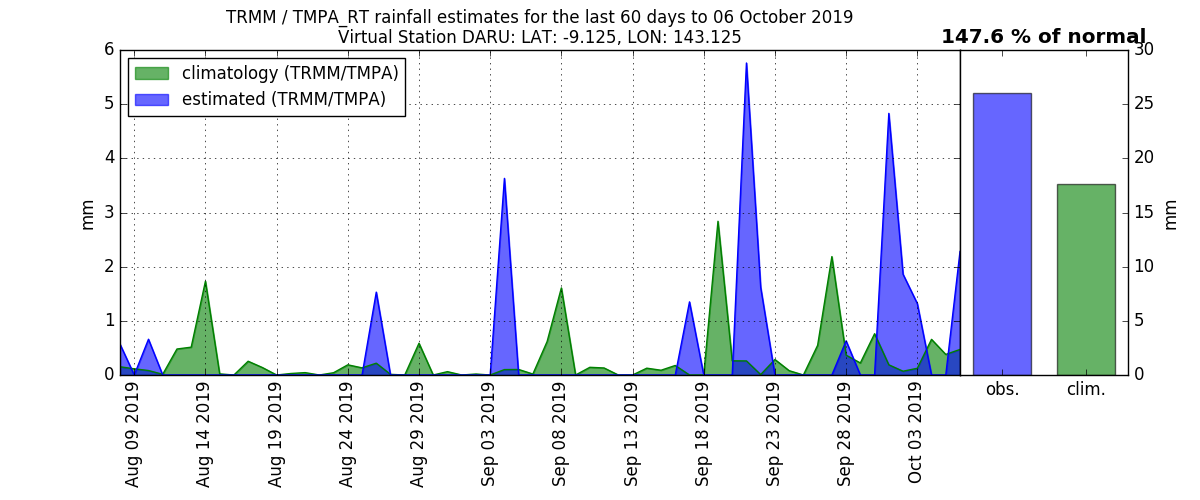 TRMM / TMPA_RT rainfall estimates for the last 60 days to 06 October 2019
Virtual Station DARU: LAT: -9.125, LON: 143.125
147.6 % of normal
climatology (TRMM/TMPA)
estimated (TRMM/TMPA)
6
5
4
3
2
1
0
mm
Aug 09 2019
Aug 14 2019
Aug 19 2019
Aug 24 2019
Aug 29 2019
Sep 03 2019
Sep 08 2019
Sep 13 2019
Sep 18 2019
Sep 23 2019
Sep 28 2019
Oct 03 2019
30
25
20
15
10
5
0
mm
obs.
clim.